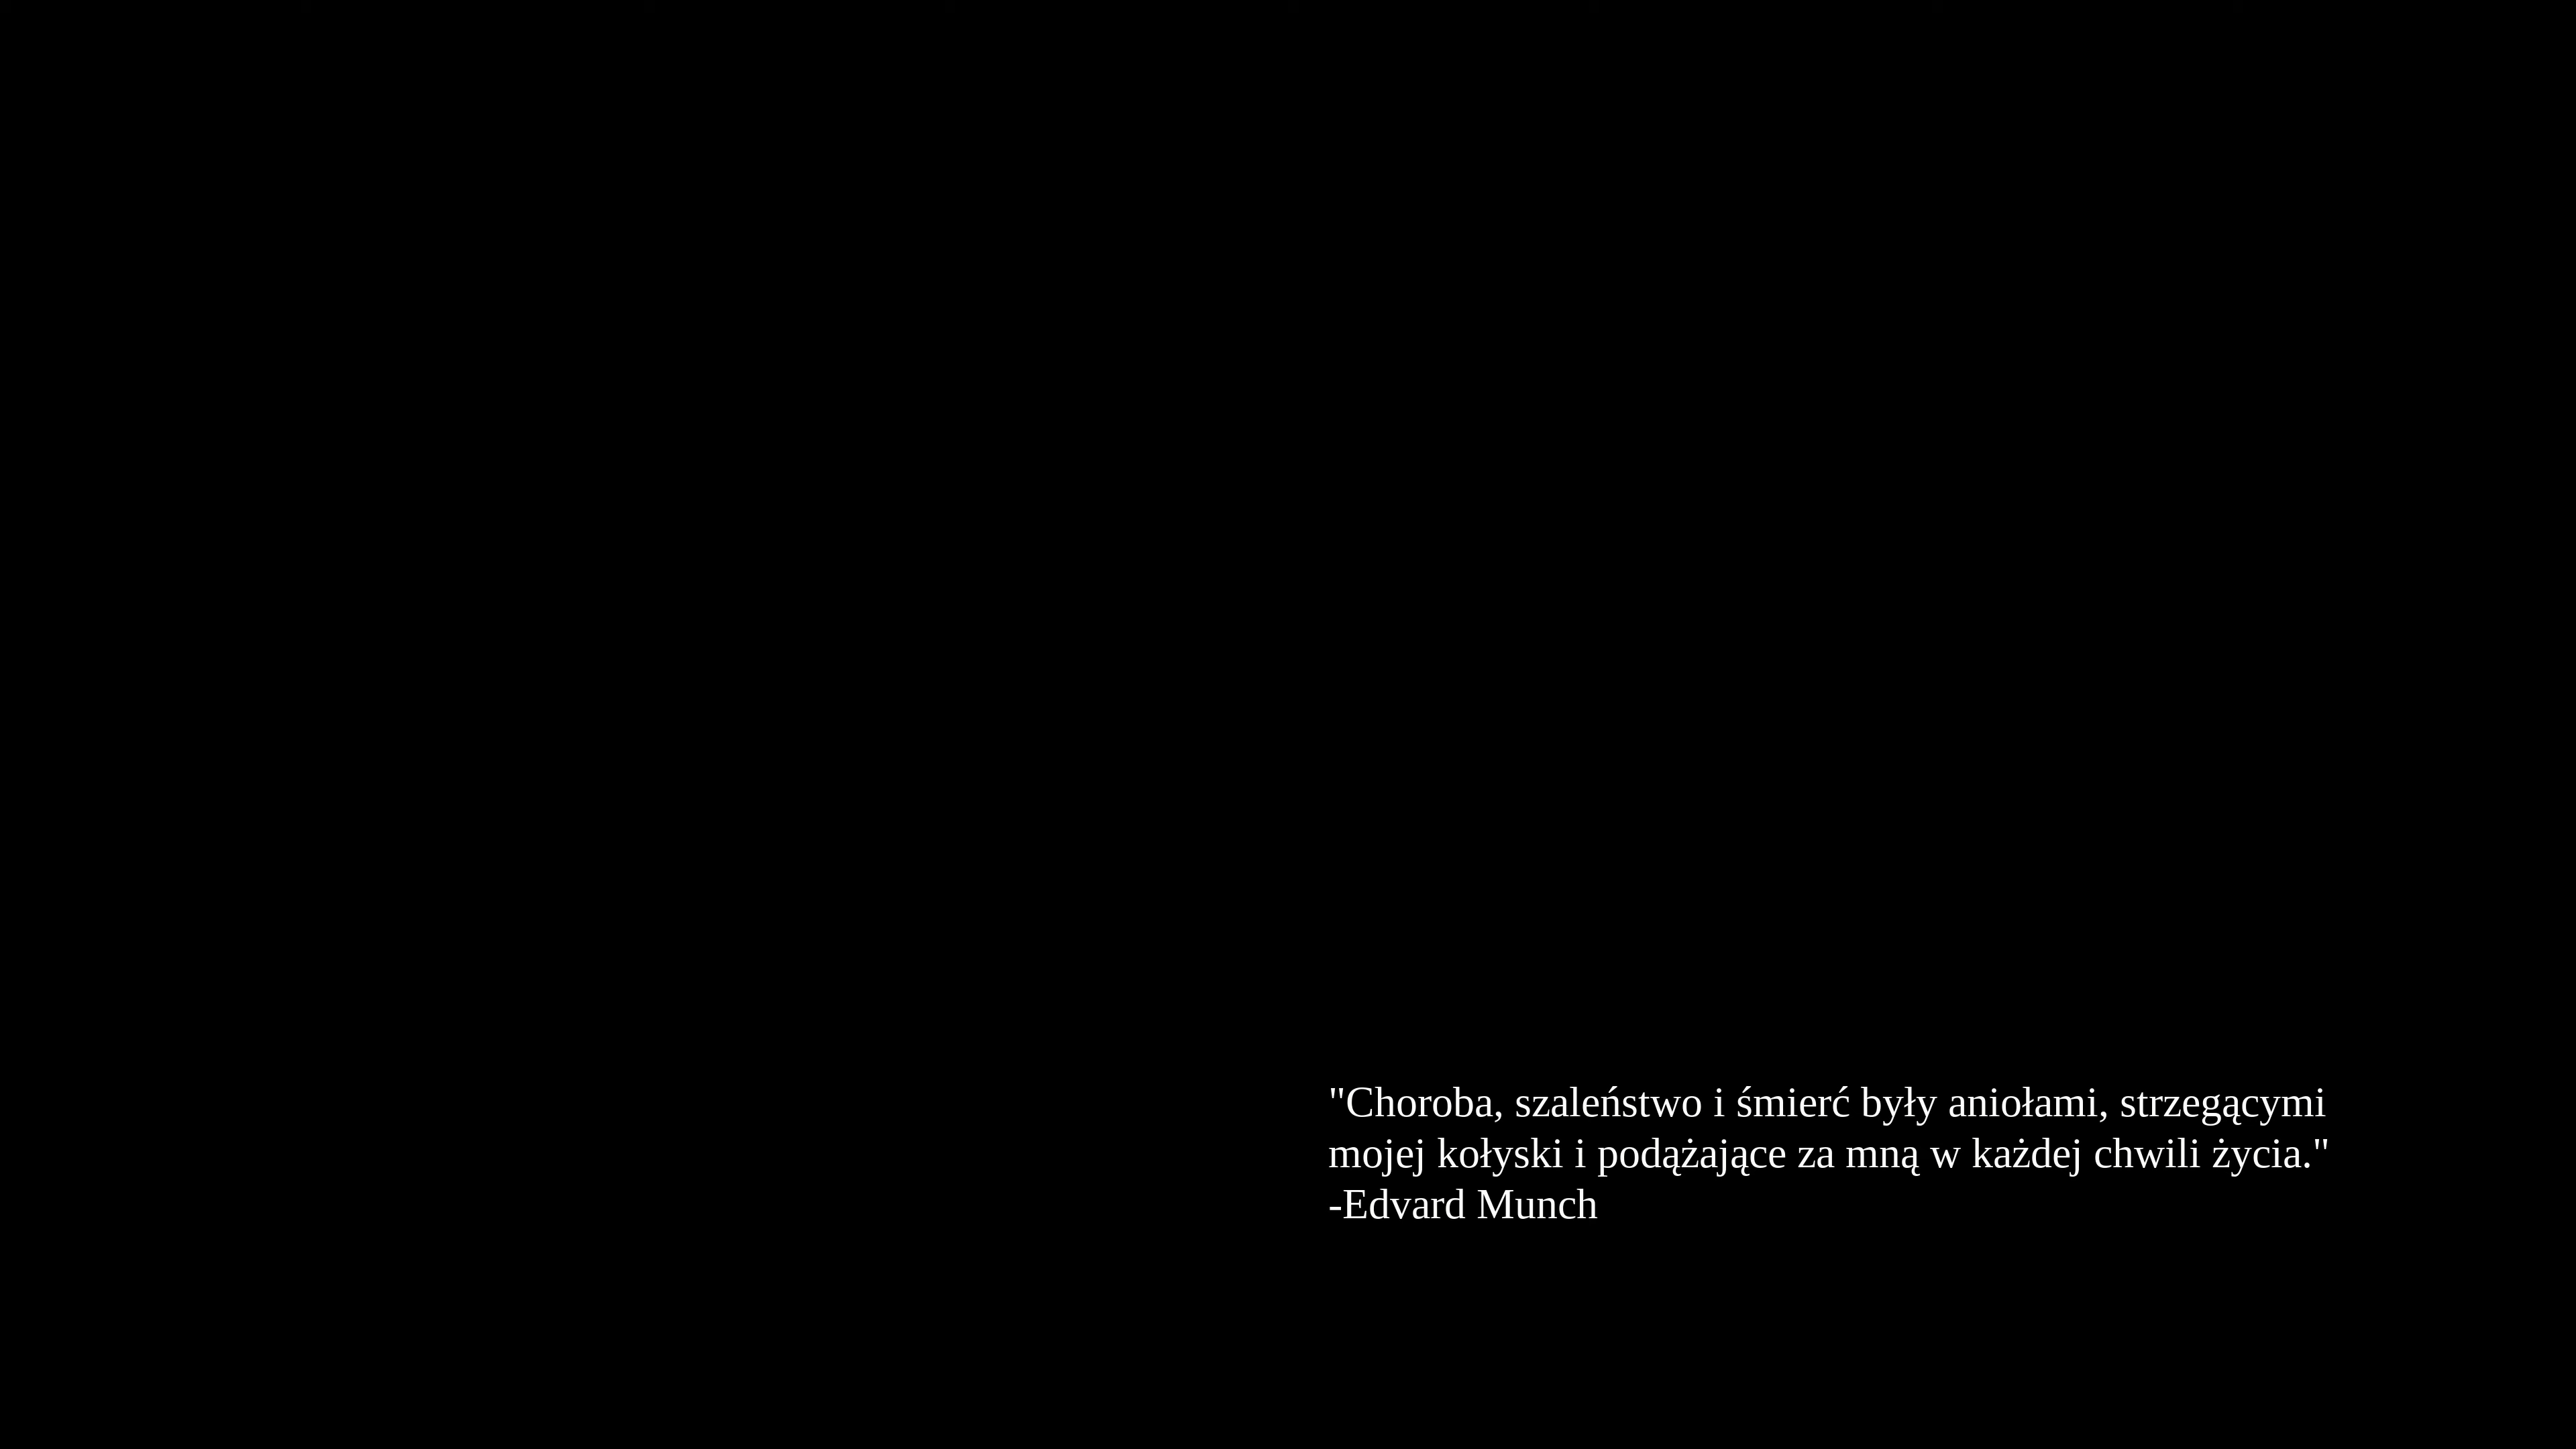 "Choroba, szaleństwo i śmierć były aniołami, strzegącymi
mojej kołyski i podążające za mną w każdej chwili życia."
-Edvard Munch